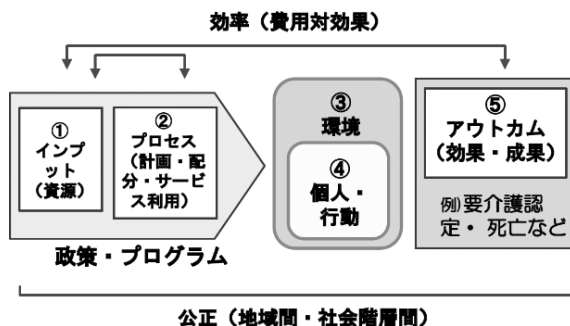 効率（費用対効果）
①
インプ
ット
（資源）
②
プロセス
（計画・配
分・サービ
ス利用）
政策・プログラム
③
環境
④
個人・
行動
⑤
アウトカム
（効果・成果）
例)要介護認
定・ 死亡など
公正（地域間・社会階層間）